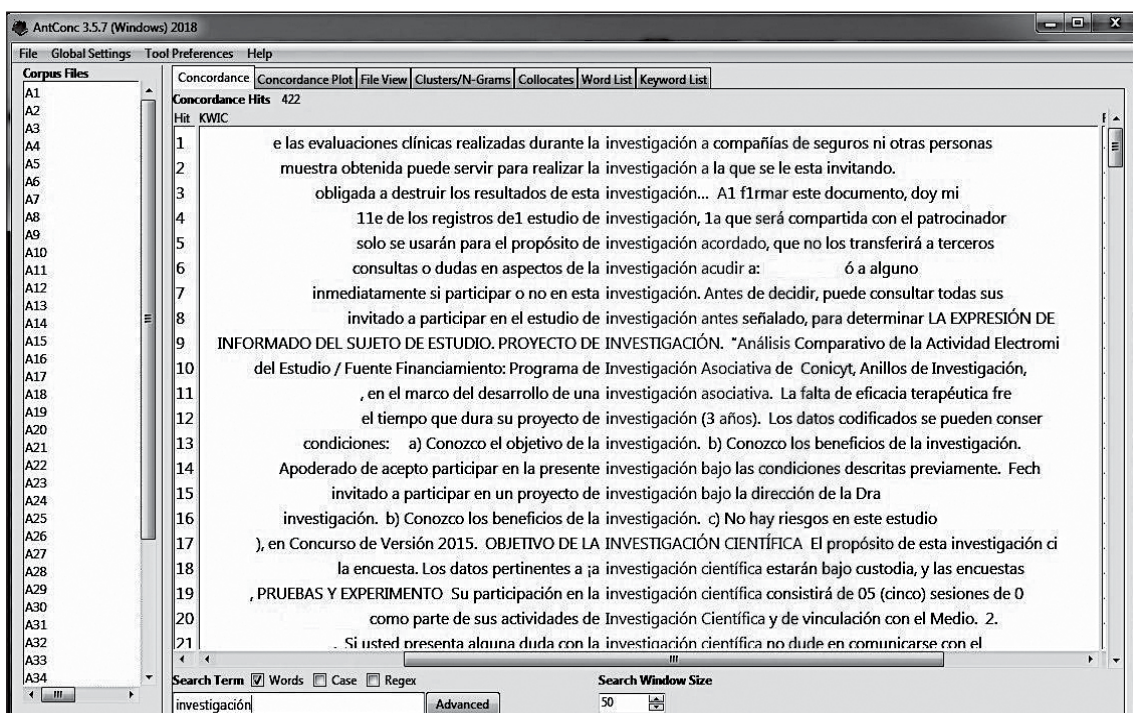 AntConc 3.5.7 (Windows) 2018
File Global Settings Tool Preferences Help
Corpus Files
A1
A2
A3
A4
A5
A6
A7
A8
A9
A10
A11
A12
A13
A14
A15
A16
A17
A18
A19
A20
A21
A22
A23
A24
A25
A26
A27
A28
A29
A30
A31
A32
A33
A34
Concordance Concordance Plot File View Clusters/N-Grams Collocates Word List Keyword List
Concordance Hits 422
Hit KWIC F
1 e las evaluaciones clínicas realizadas durante la investigación a compañías de seguros ni otras personas
2 muestra obtenida puede servir para realizar la investigación a la que se le esta invitando.
3 obligada a destruir los resultados de esta investigación... A1 f1rmar este documento, doy mi
4 11e de los registros de1 estudio de investigación, 1a que será compartida con el patrocinador
5 solo se usarán para el propósito de investigación acordado, que no los transferirá a terceros
6 consultas o dudas en aspectos de la investigación acudir a: ó a alguno
7 inmediatamente si participar o no en esta investigación. Antes de decidir, puede consultar todas sus
8 invitado a participar en el estudio de investigación antes señalado, para determinar LA EXPRESIÓN DE
9 INFORMADO DEL SUJETO DE ESTUDIO. PROYECTO DE INVESTIGACIÓN. "Análisis Comparativo de la Actividad Electromi
10 del Estudio / Fuente Financiamiento: Programa de Investigación Asociativa de Conicyt, Anillos de Investigación,
11 , en el marco del desarrollo de una investigación asociativa. La falta de eficacia terapéutica fre
12 el tiempo que dura su proyecto de investigación (3 años). Los datos codificados se pueden conser
13 condiciones: a) Conozco el objetivo de la investigación. b) Conozco los beneficios de la investigación.
14 Apoderado de acepto participar en la presente investigación bajo las condiciones descritas previamente. Fech
15 invitado a participar en un proyecto de investigación bajo la dirección de la Dra
16 investigación. b) Conozco los beneficios de la investigación. c) No hay riesgos en este estudio
17 ), en Concurso de Versión 2015. OBJETIVO DE LA INVESTIGACIÓN CIENTÍFICA El propósito de esta investigación ci
18 la encuesta. Los datos pertinentes a ¡a investigación científica estarán bajo custodia, y las encuestas
19 , PRUEBAS Y EXPERIMENTO Su participación en la investigación científica consistirá de 05 (cinco) sesiones de 0
20 como parte de sus actividades de Investigación Científica y de vinculación con el Medio. 2.
21 . Si usted presenta alguna duda con la investigación científica no dude en comunicarse con el
Search Term Words Case Regex Search Window Size
investigación Advanced 50